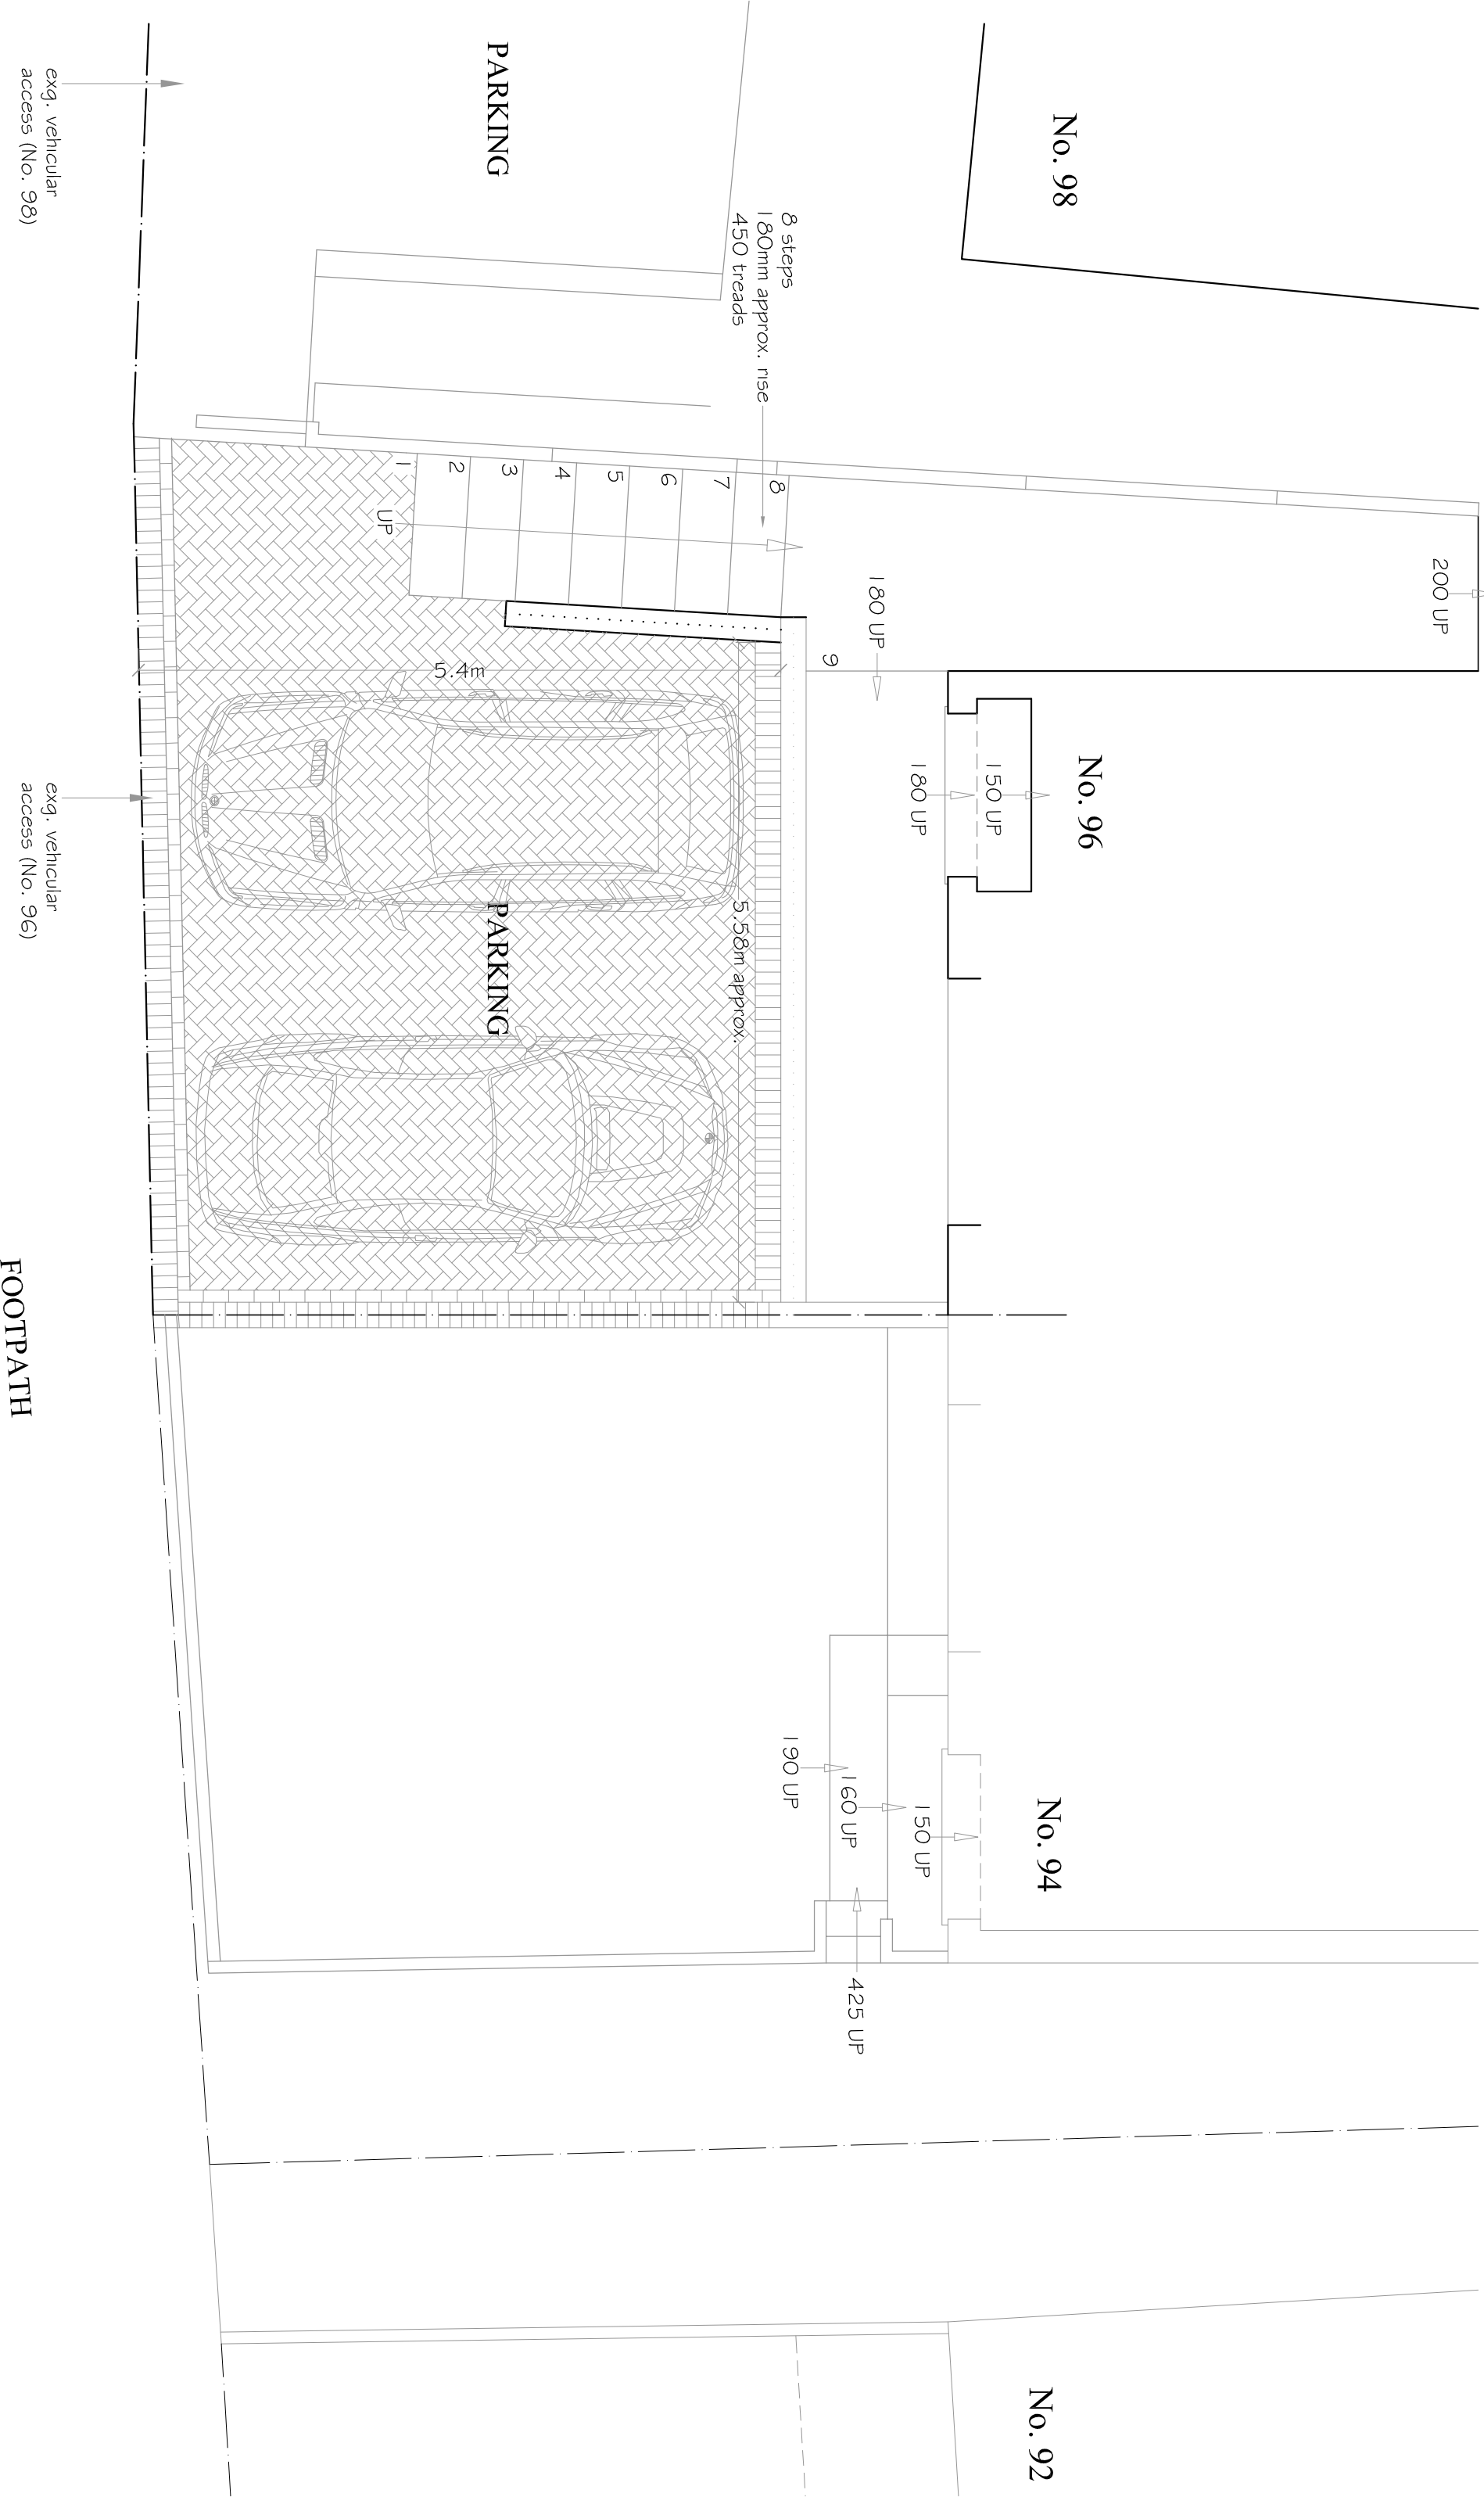 No. 98
No. 96
No. 94
No. 92
200 UP
150 UP
180 UP
180 UP
9
150 UP
160 UP
190 UP
425 UP
8 steps
180mm approx. rise
450 treads
8
7
6
5
4
3
2
1
UP
5.58m approx.
5.4m
PARKING
PARKING
exg. vehicular
access (No. 98)
exg. vehicular
access (No. 96)
FOOTPATH